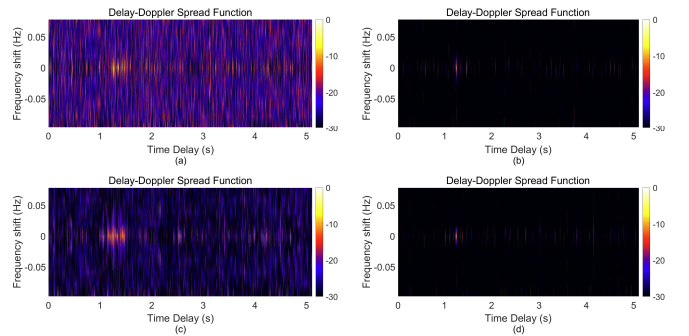 Delay-Doppler Spread Function
Frequency shift (Hz)
0.05
0
-0.05
0
-10
-20
-30
0 1 2 3 4 5
Time Delay (s)
(a)
Delay-Doppler Spread Function
Frequency shift (Hz)
0.05
0
-0.05
0
-10
-20
-30
0 1 2 3 4 5
Time Delay (s)
(b)
Delay-Doppler Spread Function
Frequency shift (Hz)
0.05
0
-0.05
0
-10
-20
-30
0 1 2 3 4 5
Time Delay (s)
(c)
Delay-Doppler Spread Function
Frequency shift (Hz)
0.05
0
-0.05
0
-10
-20
-30
0 1 2 3 4 5
Time Delay (s)
(d)